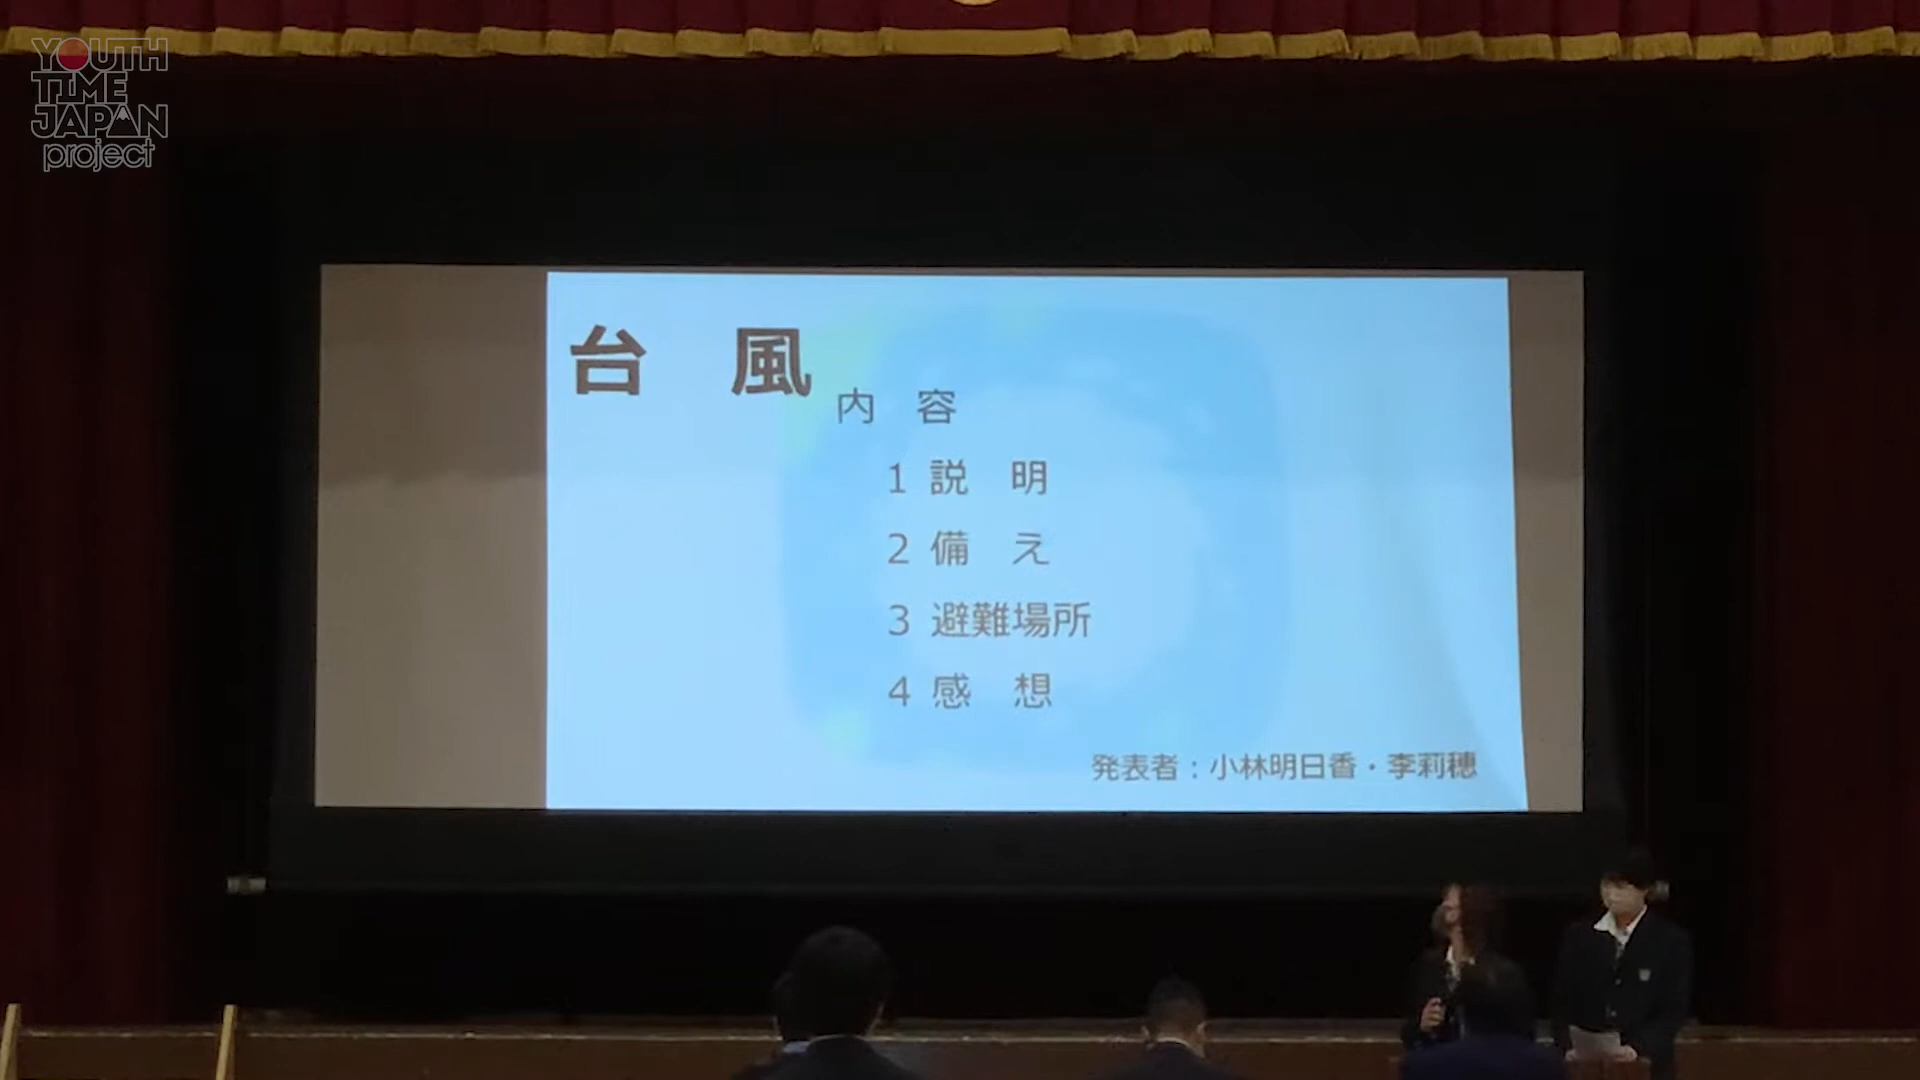 YOUTH
TIME
JAPAN
project
台 風
内 容
1 説 明
2 備 え
3 避難場所
4 感 想
発表者：小林明日香・李莉穂